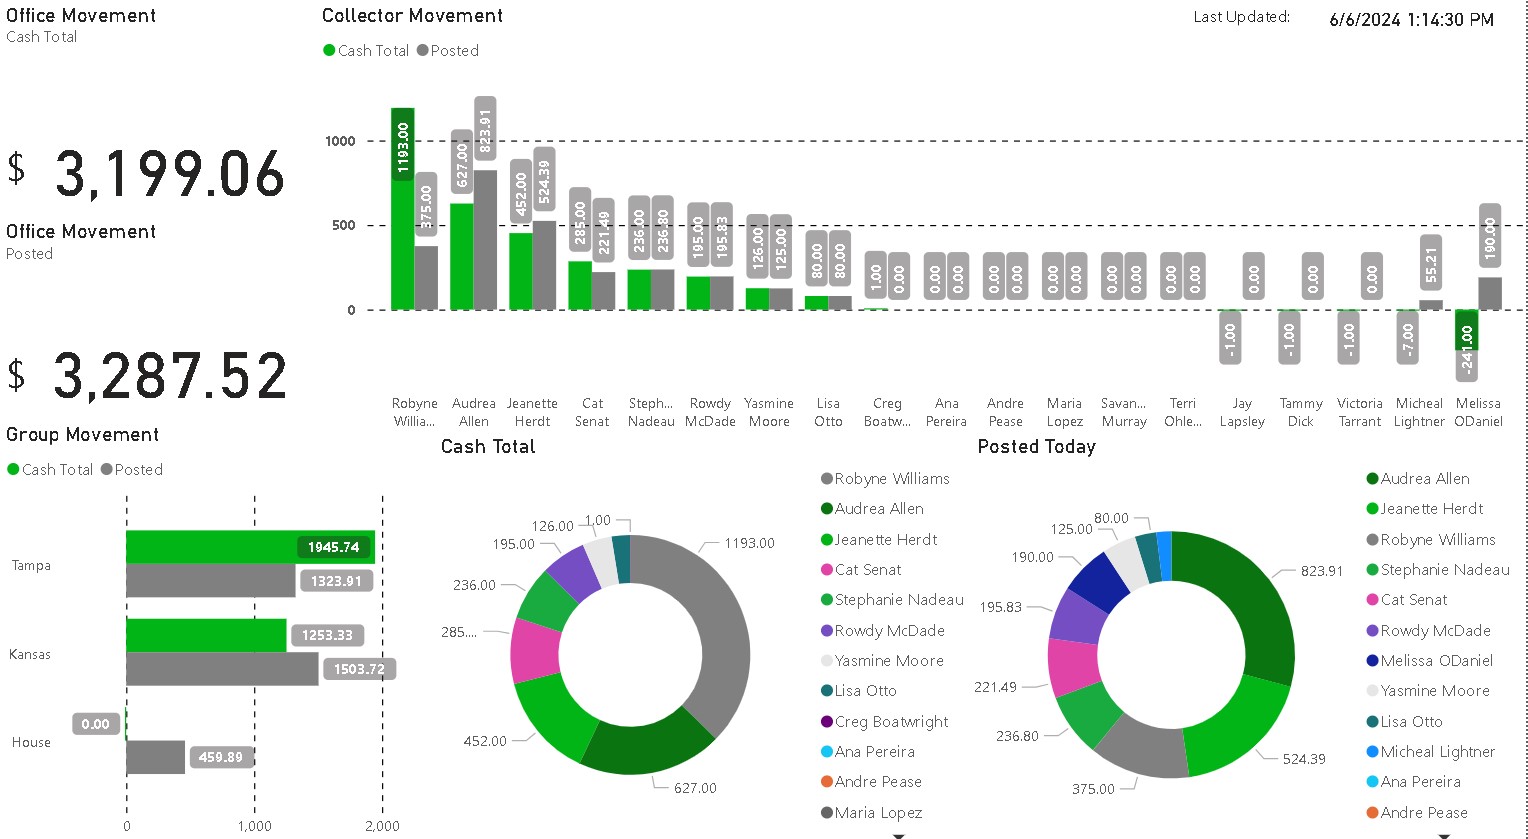 Office Movement
Cash Total
$ 3,199.06
Office Movement
Posted
$ 3,287.52
Collector Movement
Cash Total Posted
Last Updated: 6/6/2024 1:14:30 PM
1000
500
0
1193.00 375.00
627.00 823.91
452.00 524.39
285.00 221.49
236.00 236.80
195.00 195.83
126.00 125.00
80.00 80.00
1.00 0.00
0.00 0.00
0.00 0.00
0.00 0.00
0.00 0.00
0.00 0.00
-1.00 0.00
-1.00 0.00
-1.00 0.00
-7.00 55.21
-241.00 190.00
Robyne Audrea Jeanette Cat Steph... Rowdy Yasmine Lisa Creg Ana Andre Maria Savan... Terri Jay Tammy Victoria Micheal Melissa
Willia... Allen Herdt Senat Nadeau McDade Moore Otto Boatw... Pereira Pease Lopez Murray Ohle... Lapsley Dick Tarrant Lightner ODaniel
Group Movement
Cash Total Posted
Tampa
1945.74
1323.91
Kansas
1253.33
1503.72
House
0.00
459.89
0 1,000 2,000
Cash Total
1193.00
627.00
452.00
285....
236.00
195.00
126.00
1.00
Robyne Williams
Audrea Allen
Jeanette Herdt
Cat Senat
Stephanie Nadeau
Rowdy McDade
Yasmine Moore
Lisa Otto
Creg Boatwright
Ana Pereira
Andre Pease
Maria Lopez
Posted Today
823.91
524.39
375.00
236.80
221.49
195.83
190.00
125.00
80.00
Audrea Allen
Jeanette Herdt
Robyne Williams
Stephanie Nadeau
Cat Senat
Rowdy McDade
Melissa ODaniel
Yasmine Moore
Lisa Otto
Micheal Lightner
Ana Pereira
Andre Pease